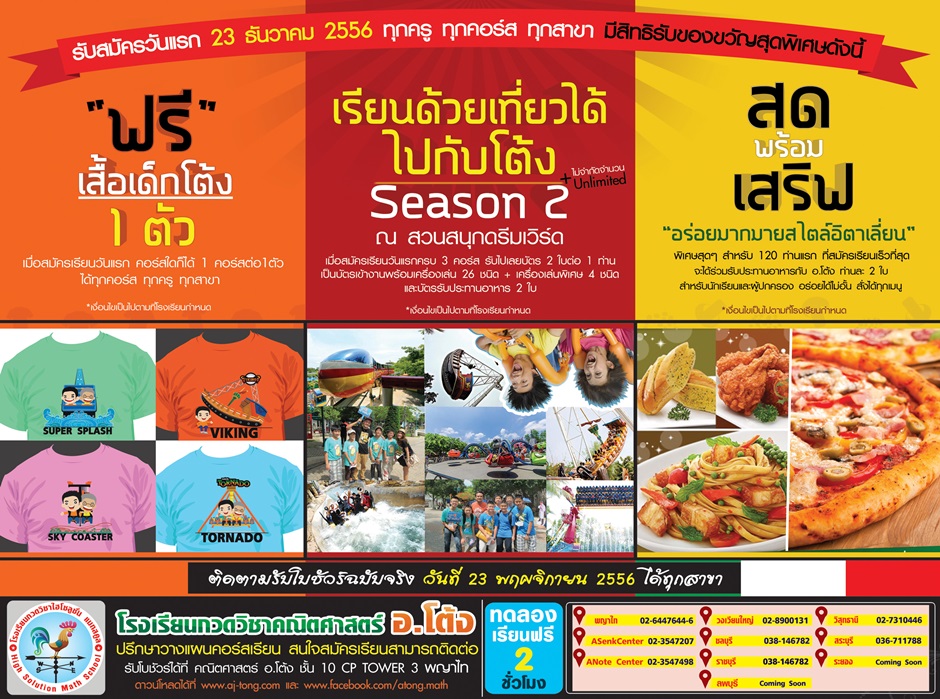 รับสมัครวันแรก 23 ธันวาคม 2556 ทุกครู ทุกคอร์ส ทุกสาขา มีสิทธิรับของขวัญสุดพิเศษดังนี้
"ฟรี"
เสื้อเด็กโต้ง
1 ตัว
เมื่อสมัครเรียนวันแรก คอร์สใดก็ได้ 1 คอร์สต่อ1ตัว
ได้ทุกคอร์ส ทุกครู ทุกสาขา
*เงื่อนไขเป็นไปตามที่โรงเรียนกำหนด
เรียนด้วยเที่ยวได้
ไปกับโต้ง
+ไม่จำกัดจำนวน
Unlimited
Season 2
ณ สวนสนุกดรีมเวิร์ด
เมื่อสมัครเรียนวันแรกครบ 3 คอร์ส รับไปเลยบัตร 2 ใบต่อ 1 ท่าน
เป็นบัตรเข้างานพร้อมเครื่องเล่น 26 ชนิด + เครื่องเล่นพิเศษ 4 ชนิด
และบัตรรับประทานอาหาร 2 ใบ
*เงื่อนไขเป็นไปตามที่โรงเรียนกำหนด
สด
พร้อม
เสริฟ
"อร่อยมากมายสไตล์อิตาเลี่ยน"
พิเศษสุดๆ สำหรับ 120 ท่านแรก ที่สมัครเรียนเร็วที่สุด
จะได้ร่วมรับประทานอาหารกับ อ.โต้ง ท่านละ 2 ใบ
สำหรับนักเรียนและผู้ปกครอง อร่อยได้ไม่อั้น สั่งได้ทุกเมนู
*เงื่อนไขเป็นไปตามที่โรงเรียนกำหนด
SUPER SPLASH
VIKING
SKY COASTER
TORNADO
TORNADO
ติดตามรับใบชัวร์ฉบับจริง วันที่ 23 พฤศจิกายน 2556 ได้ทุกสาขา
โรงเรียนกวดวิชาไฮโซลูชั่น แมทสกูล
High Solution Math School
โรงเรียนกวดวิชาคณิตศาสตร์ อ.โต้ง
ปรึกษาวางแผนคอร์สเรียน สนใจสมัครเรียนสามารถติดต่อ
รับโบชัวร์ได้ที่ คณิตศาสตร์ อ.โต้ง ชั้น 10 CP TOWER 3 พญาไท
ดาวน์โหลดได้ที่ www.aj-tong.com และ www.facebook.com/atong.math
ทดลอง
เรียนฟรี
2
ชั่วโมง
พญาไท 02-6447644-6
วงเวียนใหญ่ 02-8900131
วิสุทธานี 02-7310446
ASenkCenter 02-3547207
ชลบุรี 038-146782
สระบุรี 036-711788
ANote Center 02-3547498
ราชบุรี 038-146782
ระยอง Coming Soon
ลพบุรี Coming Soon